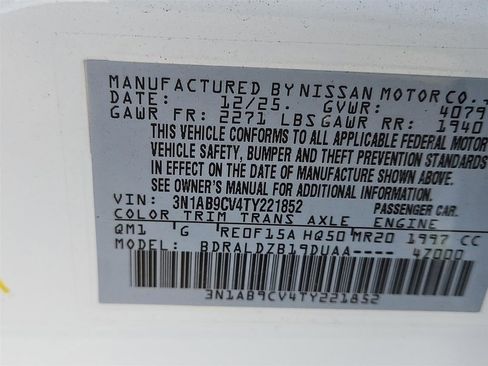 MANUFACTURED BY NISSAN MOTOR CO.,
DATE: 12/25. GVWR: 4079
GAWR FR: 2271 LBS GAWR RR: 1940
THIS VEHICLE CONFORMS TO ALL APPLICABLE FEDERAL MOTOR
VEHICLE SAFETY, BUMPER AND THEFT PREVENTION STANDARDS
IN EFFECT ON THE DATE OF MANUFACTURE SHOWN ABOVE.
SEE OWNER'S MANUAL FOR ADDITIONAL INFORMATION.
VIN: 3N1AB9CV4TY221852 PASSENGER CAR.
COLOR TRIM TRANS AXLE ENGINE
QM1 G RE0F15A HQ50 MR20 1997 CC
MODEL: BDRALDZB19DUAA---- 47000
3N1AB9CV4TY221852